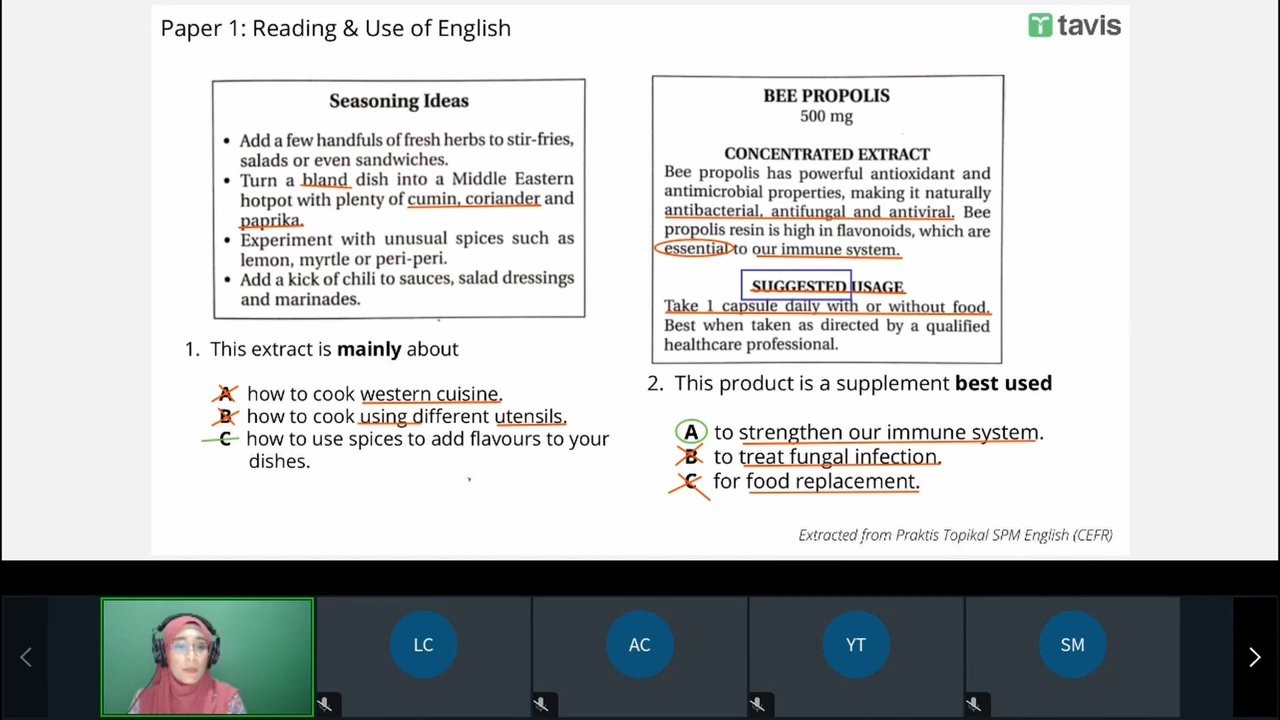 Paper 1: Reading & Use of English
tavis
Seasoning Ideas
• Add a few handfuls of fresh herbs to stir-fries,
salads or even sandwiches.
• Turn a bland dish into a Middle Eastern
hotpot with plenty of cumin, coriander and
paprika.
• Experiment with unusual spices such as
lemon, myrtle or peri-peri.
• Add a kick of chili to sauces, salad dressings
and marinades.
1. This extract is mainly about
A how to cook western cuisine.
B how to cook using different utensils.
C how to use spices to add flavours to your
dishes.
BEE PROPOLIS
500 mg
CONCENTRATED EXTRACT
Bee propolis has powerful antioxidant and
antimicrobial properties, making it naturally
antibacterial, antifungal and antiviral. Bee
propolis resin is high in flavonoids, which are
essential to our immune system.
SUGGESTED USAGE
Take 1 capsule daily with or without food.
Best when taken as directed by a qualified
healthcare professional.
2. This product is a supplement best used
A to strengthen our immune system.
B to treat fungal infection.
C for food replacement.
Extracted from Praktis Topikal SPM English (CEFR)
LC
AC
YT
SM